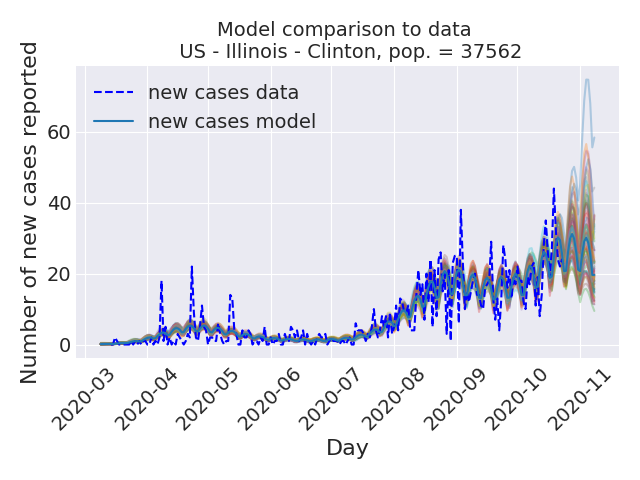 Model comparison to data
US - Illinois - Clinton, pop. = 37562
Number of new cases reported
new cases data
new cases model
60
40
20
0
2020-03
2020-04
2020-05
2020-06
2020-07
2020-08
2020-09
2020-10
2020-11
Day